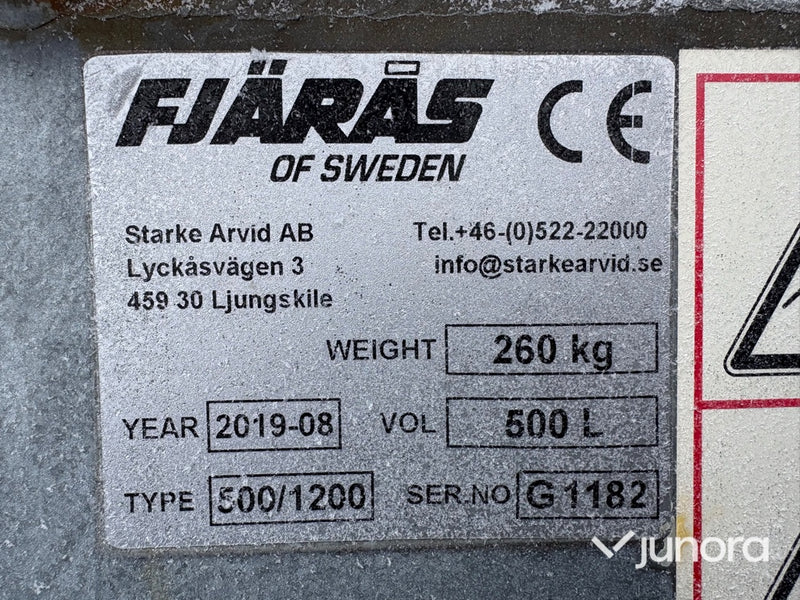 FJÄRÅS CE
OF SWEDEN
Starke Arvid AB Tel.+46-(0)522-22000
Lyckåsvägen 3 info@starkearvid.se
459 30 Ljungskile
WEIGHT 260 kg
YEAR 2019-08 VOL 500 L
TYPE 500/1200 SER.NO G 1182
junora